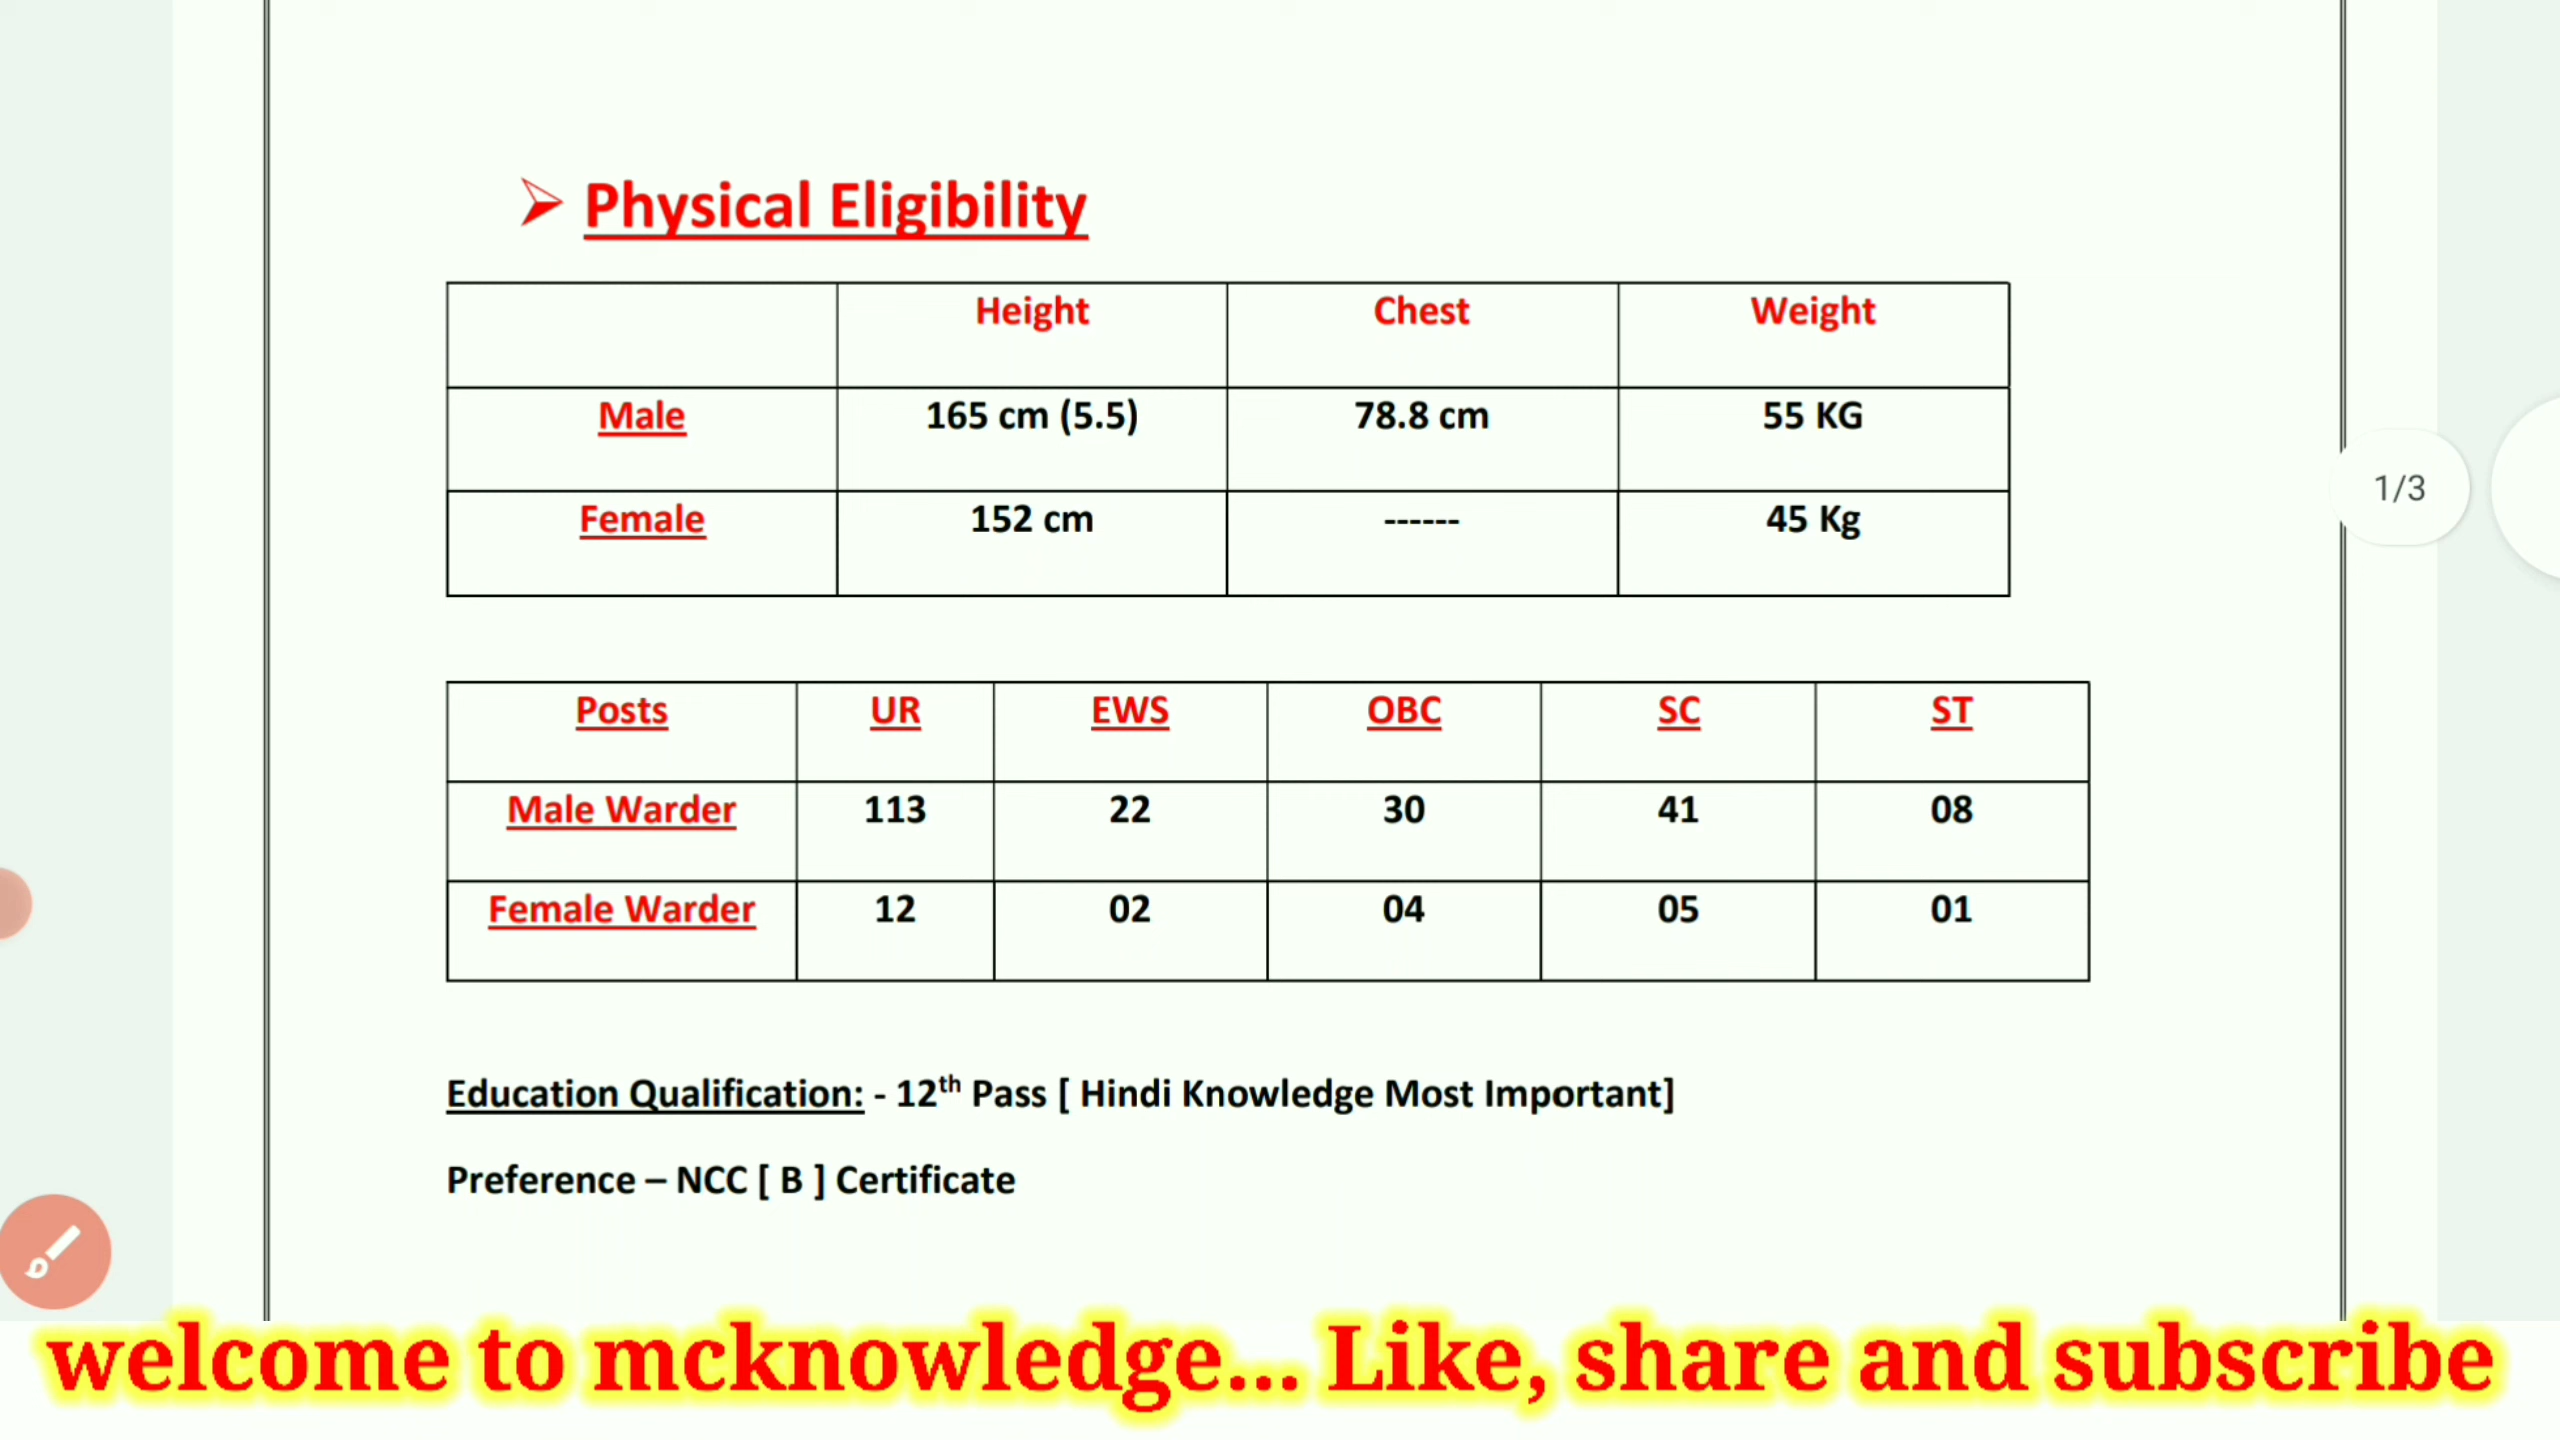 Physical Eligibility
Height Chest Weight
Male 165 cm (5.5) 78.8 cm 55 KG
Female 152 cm ------ 45 Kg
1/3
Posts UR EWS OBC SC ST
Male Warder 113 22 30 41 08
Female Warder 12 02 04 05 01
Education Qualification: - 12th Pass [ Hindi Knowledge Most Important]
Preference – NCC [ B ] Certificate
welcome to mcknowledge... Like, share and subscribe